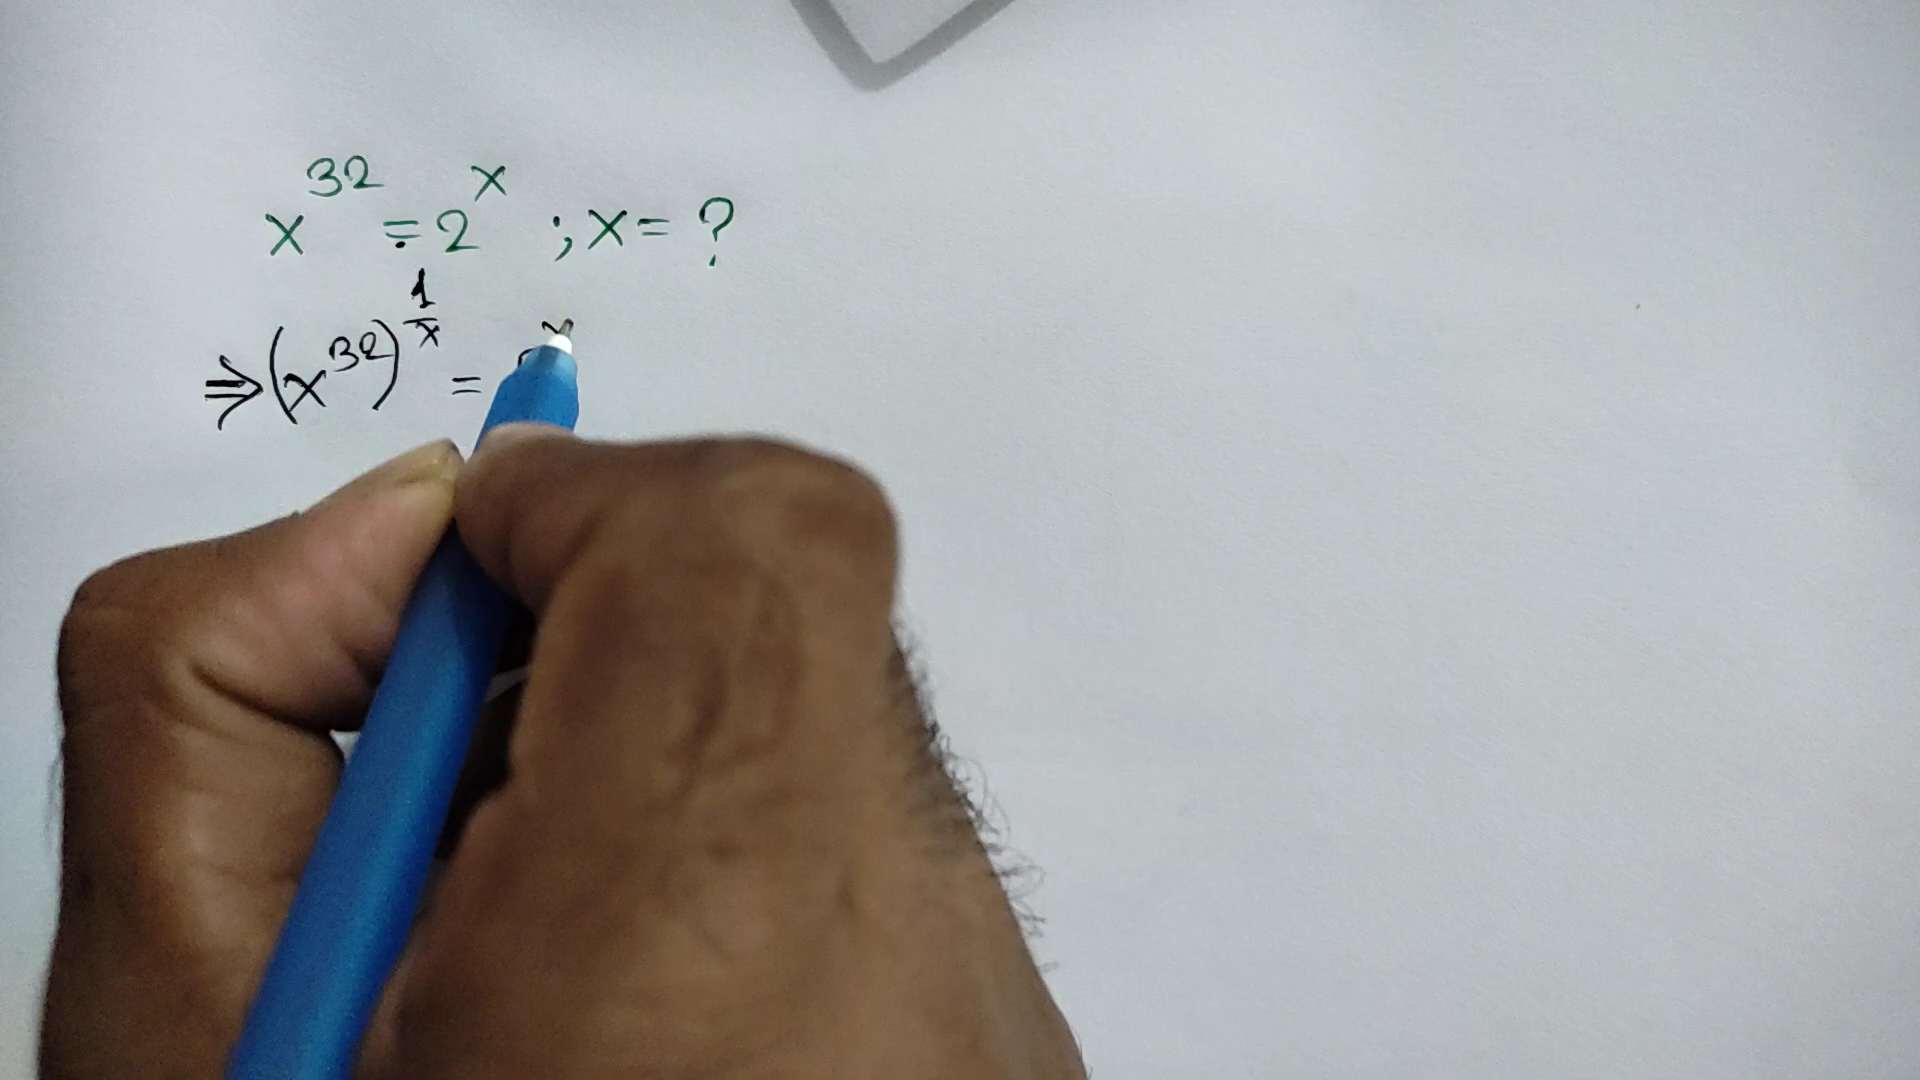 x^32 = 2^x ; x = ?
⇒ (x^32)^(1/x) =